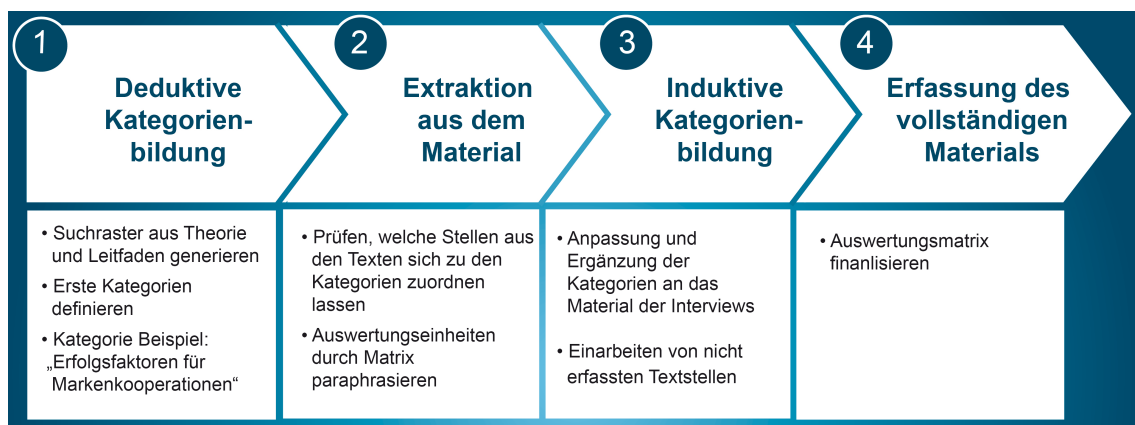 1
Deduktive
Kategorien-
bildung
2
Extraktion
aus dem
Material
3
Induktive
Kategorien-
bildung
4
Erfassung des
vollständigen
Materials
• Suchraster aus Theorie
und Leitfaden generieren
• Erste Kategorien
definieren
• Kategorie Beispiel:
„Erfolgsfaktoren für
Markenkooperationen“
• Prüfen, welche Stellen aus
den Texten sich zu den
Kategorien zuordnen
lassen
• Auswertungseinheiten
durch Matrix
paraphrasieren
• Anpassung und
Ergänzung der
Kategorien an das
Material der Interviews
• Einarbeiten von nicht
erfassten Textstellen
• Auswertungsmatrix
finanlisieren